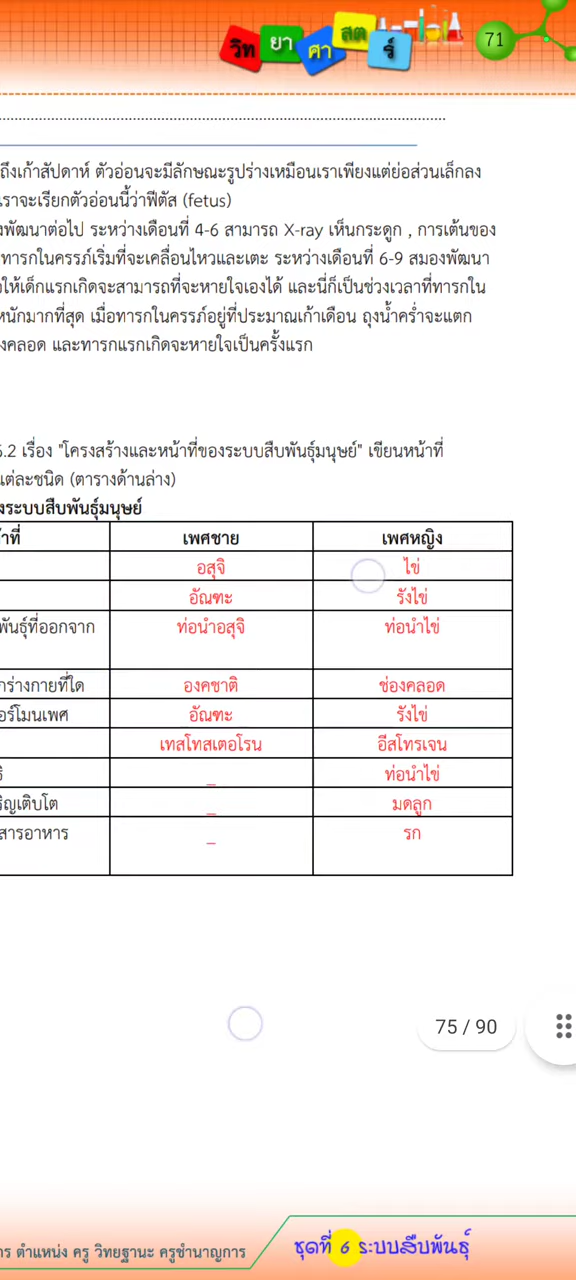 วิท ยา ศา สต ร์ 71
ถึงเก้าสัปดาห์ ตัวอ่อนจะมีลักษณะรูปร่างเหมือนเราเพียงแต่ย่อส่วนเล็กลง
เราจะเรียกตัวอ่อนนี้ว่าฟีตัส (fetus)
งพัฒนาต่อไป ระหว่างเดือนที่ 4-6 สามารถ X-ray เห็นกระดูก , การเต้นของ
ทารกในครรภ์เริ่มที่จะเคลื่อนไหวและเตะ ระหว่างเดือนที่ 6-9 สมองพัฒนา
อให้เด็กแรกเกิดจะสามารถที่จะหายใจเองได้ และนี่ก็เป็นช่วงเวลาที่ทารกใน
หนักมากที่สุด เมื่อทารกในครรภ์อยู่ที่ประมาณเก้าเดือน ถุงน้ำคร่ำจะแตก
งคลอด และทารกแรกเกิดจะหายใจเป็นครั้งแรก
6.2 เรื่อง "โครงสร้างและหน้าที่ของระบบสืบพันธุ์มนุษย์" เขียนหน้าที่
แต่ละชนิด (ตารางด้านล่าง)
งระบบสืบพันธุ์มนุษย์
าที่ เพศชาย เพศหญิง
อสุจิ ไข่
อัณฑะ รังไข่
พันธุ์ที่ออกจาก ท่อนำอสุจิ ท่อนำไข่
กร่างกายที่ใด องคชาติ ช่องคลอด
อร์โมนเพศ อัณฑะ รังไข่
เทสโทสเตอโรน อีสโทรเจน
ธิ _ ท่อนำไข่
ริญเติบโต _ มดลูก
สารอาหาร _ รก
75 / 90
าร ตำแหน่ง ครู วิทยฐานะ ครูชำนาญการ ชุดที่ 6 ระบบสืบพันธุ์